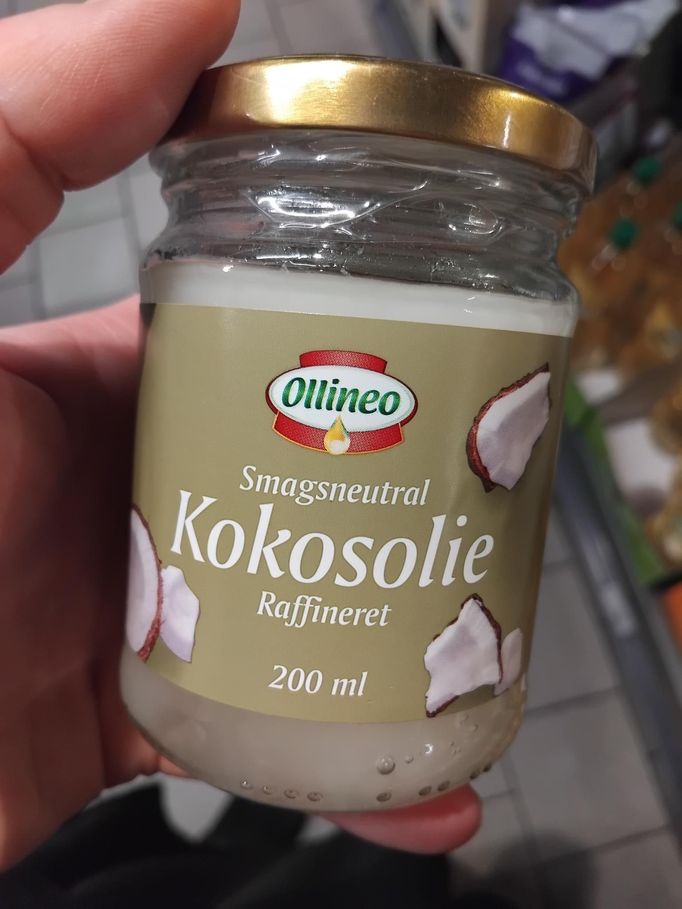 Ollineo
Smagsneutral
Kokosolie
Raffineret
200 ml